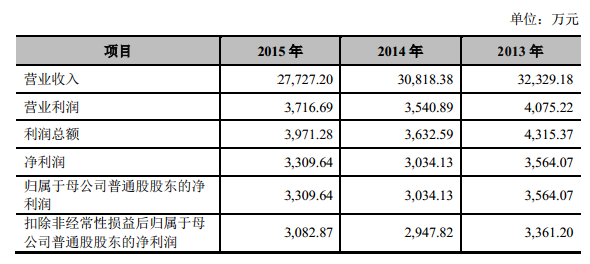 单位：万元
项目 2015 年 2014 年 2013 年
营业收入 27,727.20 30,818.38 32,329.18
营业利润 3,716.69 3,540.89 4,075.22
利润总额 3,971.28 3,632.59 4,315.37
净利润 3,309.64 3,034.13 3,564.07
归属于母公司普通股股东的净
利润 3,309.64 3,034.13 3,564.07
扣除非经常性损益后归属于母
公司普通股股东的净利润 3,082.87 2,947.82 3,361.20